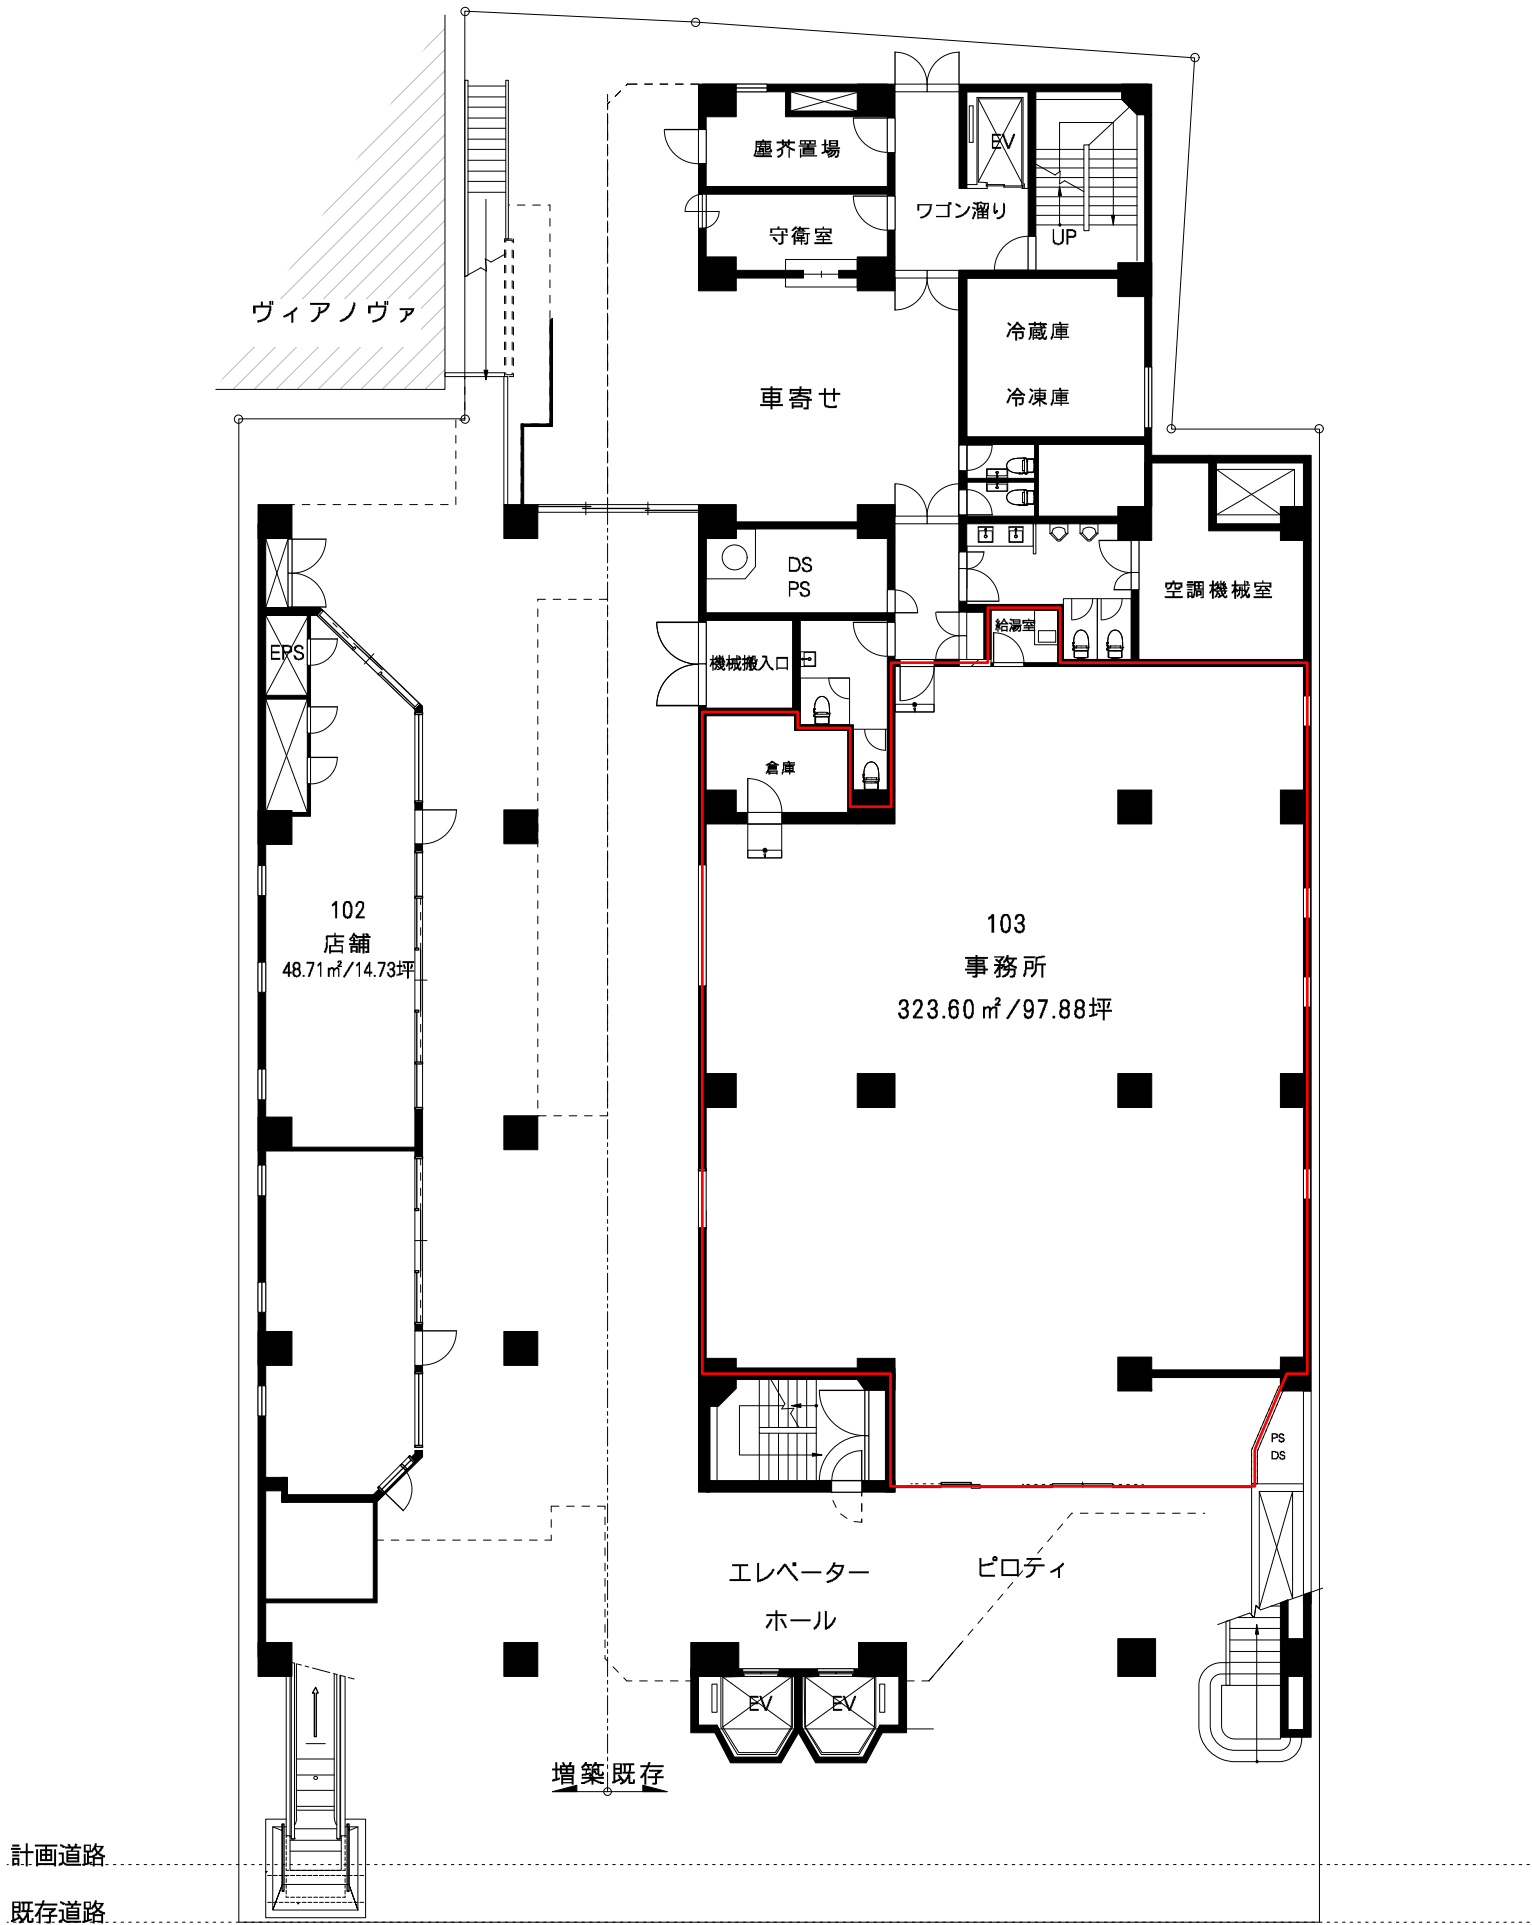 塵芥置場
EV
ワゴン溜り
守衛室
UP
ヴィアノヴァ
冷蔵庫
車寄せ
冷凍庫
DS
PS
空調機械室
給湯室
EPS
機械搬入口
倉庫
102
店舗
48.71㎡/14.73坪
103
事務所
323.60㎡/97.88坪
PS
DS
エレベーター
ホール
ピロティ
EV
EV
増築既存
計画道路
既存道路